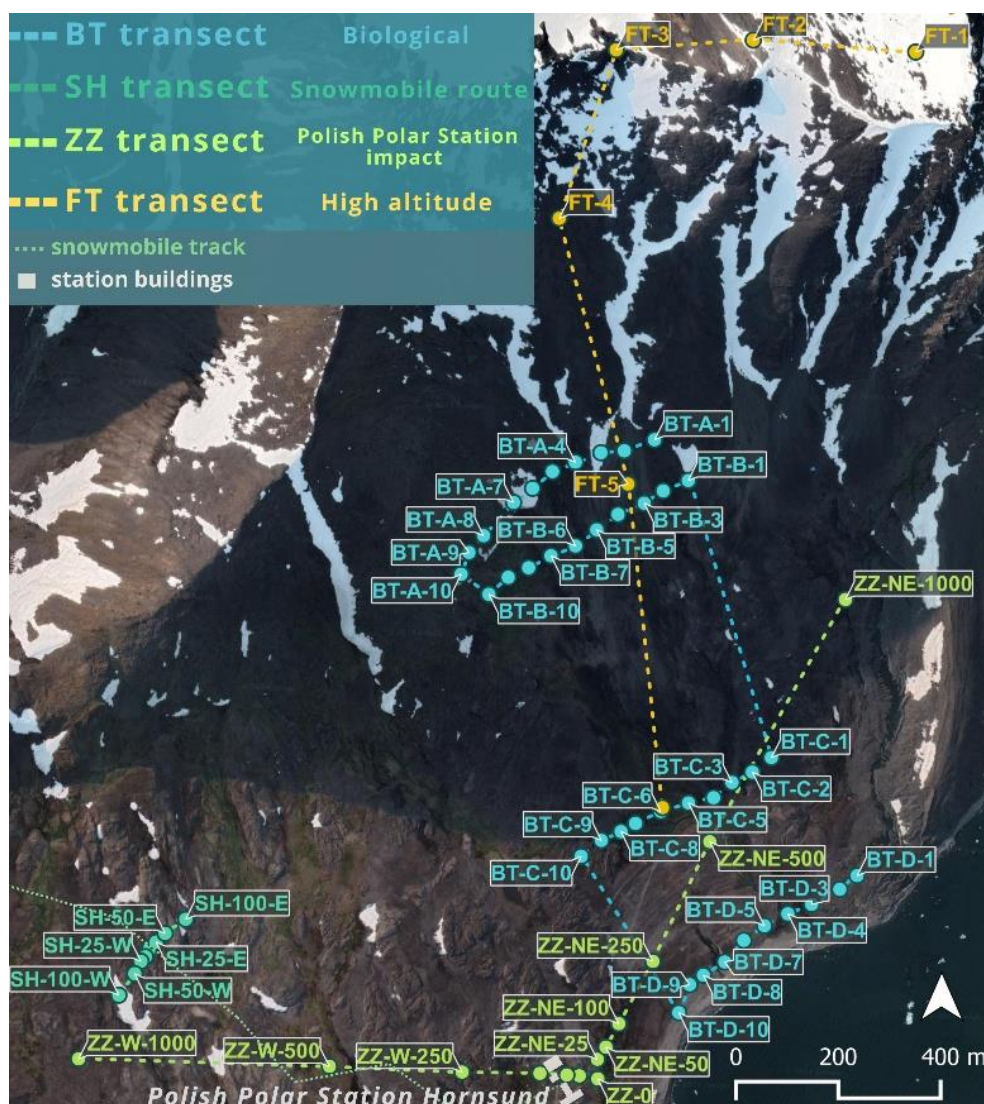 BT transect Biological
SH transect Snowmobile route
ZZ transect Polish Polar Station
impact
FT transect High altitude
snowmobile track
station buildings
FT-3
FT-2
FT-1
FT-4
BT-A-1
BT-A-4
BT-B-1
FT-5
BT-A-7
BT-B-3
BT-A-8
BT-B-6
BT-B-5
BT-A-9
BT-B-7
BT-A-10
BT-B-10
ZZ-NE-1000
BT-C-1
BT-C-3
BT-C-2
BT-C-6
BT-C-5
BT-C-9
BT-C-8
ZZ-NE-500
BT-C-10
BT-D-1
BT-D-3
SH-100-E
SH-50-E
BT-D-5
BT-D-4
SH-25-W
SH-25-E
ZZ-NE-250
BT-D-7
SH-100-W
SH-50-W
BT-D-9
BT-D-8
ZZ-NE-100
BT-D-10
ZZ-W-1000
ZZ-W-500
ZZ-W-250
ZZ-NE-25
ZZ-NE-50
0 200 400 m
ZZ-0
Polish Polar Station Hornsund